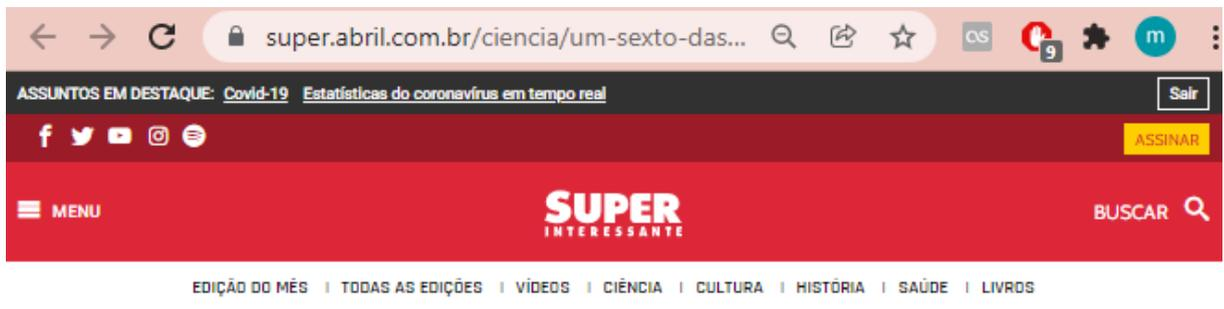 super.abril.com.br/ciencia/um-sexto-das...
os
9
m
ASSUNTOS EM DESTAQUE: Covid-19 Estatísticas do coronavírus em tempo real
Sair
ASSINAR
MENU
SUPER
INTERESSANTE
BUSCAR
EDIÇÃO DO MÊS | TODAS AS EDIÇÕES | VÍDEOS | CIÊNCIA | CULTURA | HISTÓRIA | SAÚDE | LIVROS